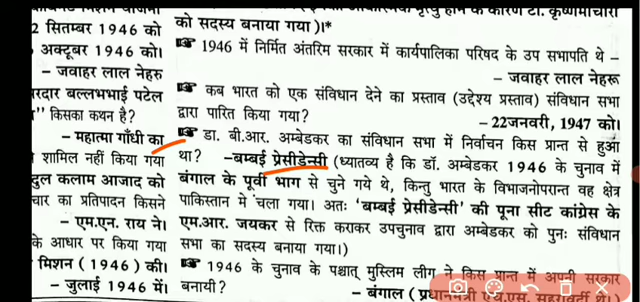 2 सितम्बर 1946 को
अक्टूबर 1946 को।
– जवाहर लाल नेहरु
रदार बल्लभभाई पटेल
" किसका कथन है?
– महात्मा गाँधी का
शामिल नहीं किया गया
दुल कलाम आजाद को
चार का प्रतिपादन किसने
– एम.एन. राय ने।
के आधार पर किया गया
मिशन (1946) की।
– जुलाई 1946 में।
को सदस्य बनाया गया)।*
☞ 1946 में निर्मित अंतरिम सरकार में कार्यपालिका परिषद के उप सभापति थे –
– जवाहर लाल नेहरू
☞ कब भारत को एक संविधान देने का प्रस्ताव (उद्देश्य प्रस्ताव) संविधान सभा
द्वारा पारित किया गया?
– 22जनवरी, 1947 को।
☞ डा. बी.आर. अम्बेडकर का संविधान सभा में निर्वाचन किस प्रान्त से हुआ
था? –बम्बई प्रेसीडेन्सी (ध्यातव्य है कि डॉ. अम्बेडकर 1946 के चुनाव में
बंगाल के पूर्वी भाग से चुने गये थे, किन्तु भारत के विभाजनोपरान्त वह क्षेत्र
पाकिस्तान मे चला गया। अतः 'बम्बई प्रेसीडेन्सी' की पूना सीट कांग्रेस के
एम.आर. जयकर से रिक्त कराकर उपचुनाव द्वारा अम्बेडकर को पुनः संविधान
सभा का सदस्य बनाया गया।)
☞ 1946 के चुनाव के पश्चात् मुस्लिम लीग ने किस प्रान्त में अपनी सरकार
बनायी?
– बंगाल (प्रधानमंत्री